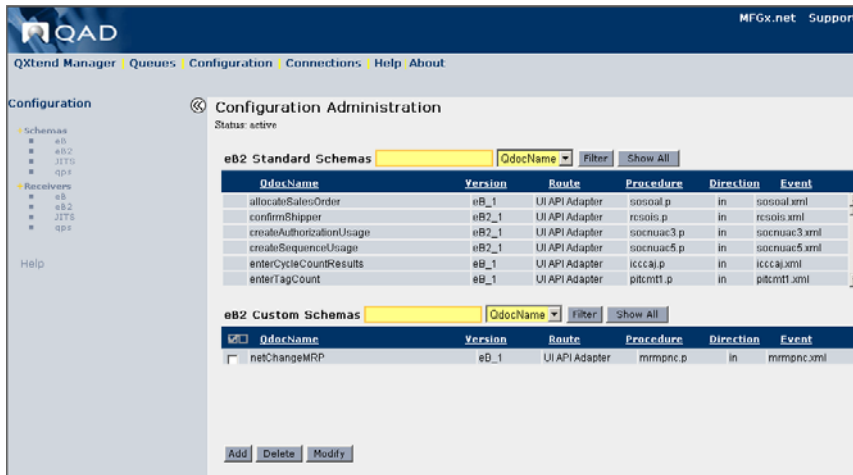 MFGx.net Suppor
QAD
QXtend Manager Queues Configuration Connections Help About
Configuration
Schemas
eB
eB2
JITS
qps
Receivers
eB
eB2
JITS
qps
Help
Configuration Administration
Status: active
eB2 Standard Schemas QdocName Filter Show All
QdocName Version Route Procedure Direction Event
allocateSalesOrder eB_1 UI API Adapter sosoal.p in sosoal.xml
confirmShipper eB2_1 UI API Adapter rcsois.p in rcsois.xml
createAuthorizationUsage eB2_1 UI API Adapter socnuac3.p in socnuac3.xml
createSequenceUsage eB2_1 UI API Adapter socnuac5.p in socnuac5.xml
enterCycleCountResults eB_1 UI API Adapter icccaj.p in icccaj.xml
enterTagCount eB_1 UI API Adapter pitcmt1.p in pitcmt1.xml
eB2 Custom Schemas QdocName Filter Show All
QdocName Version Route Procedure Direction Event
netChangeMRP eB_1 UI API Adapter mrmpnc.p in mrmpnc.xml
Add Delete Modify